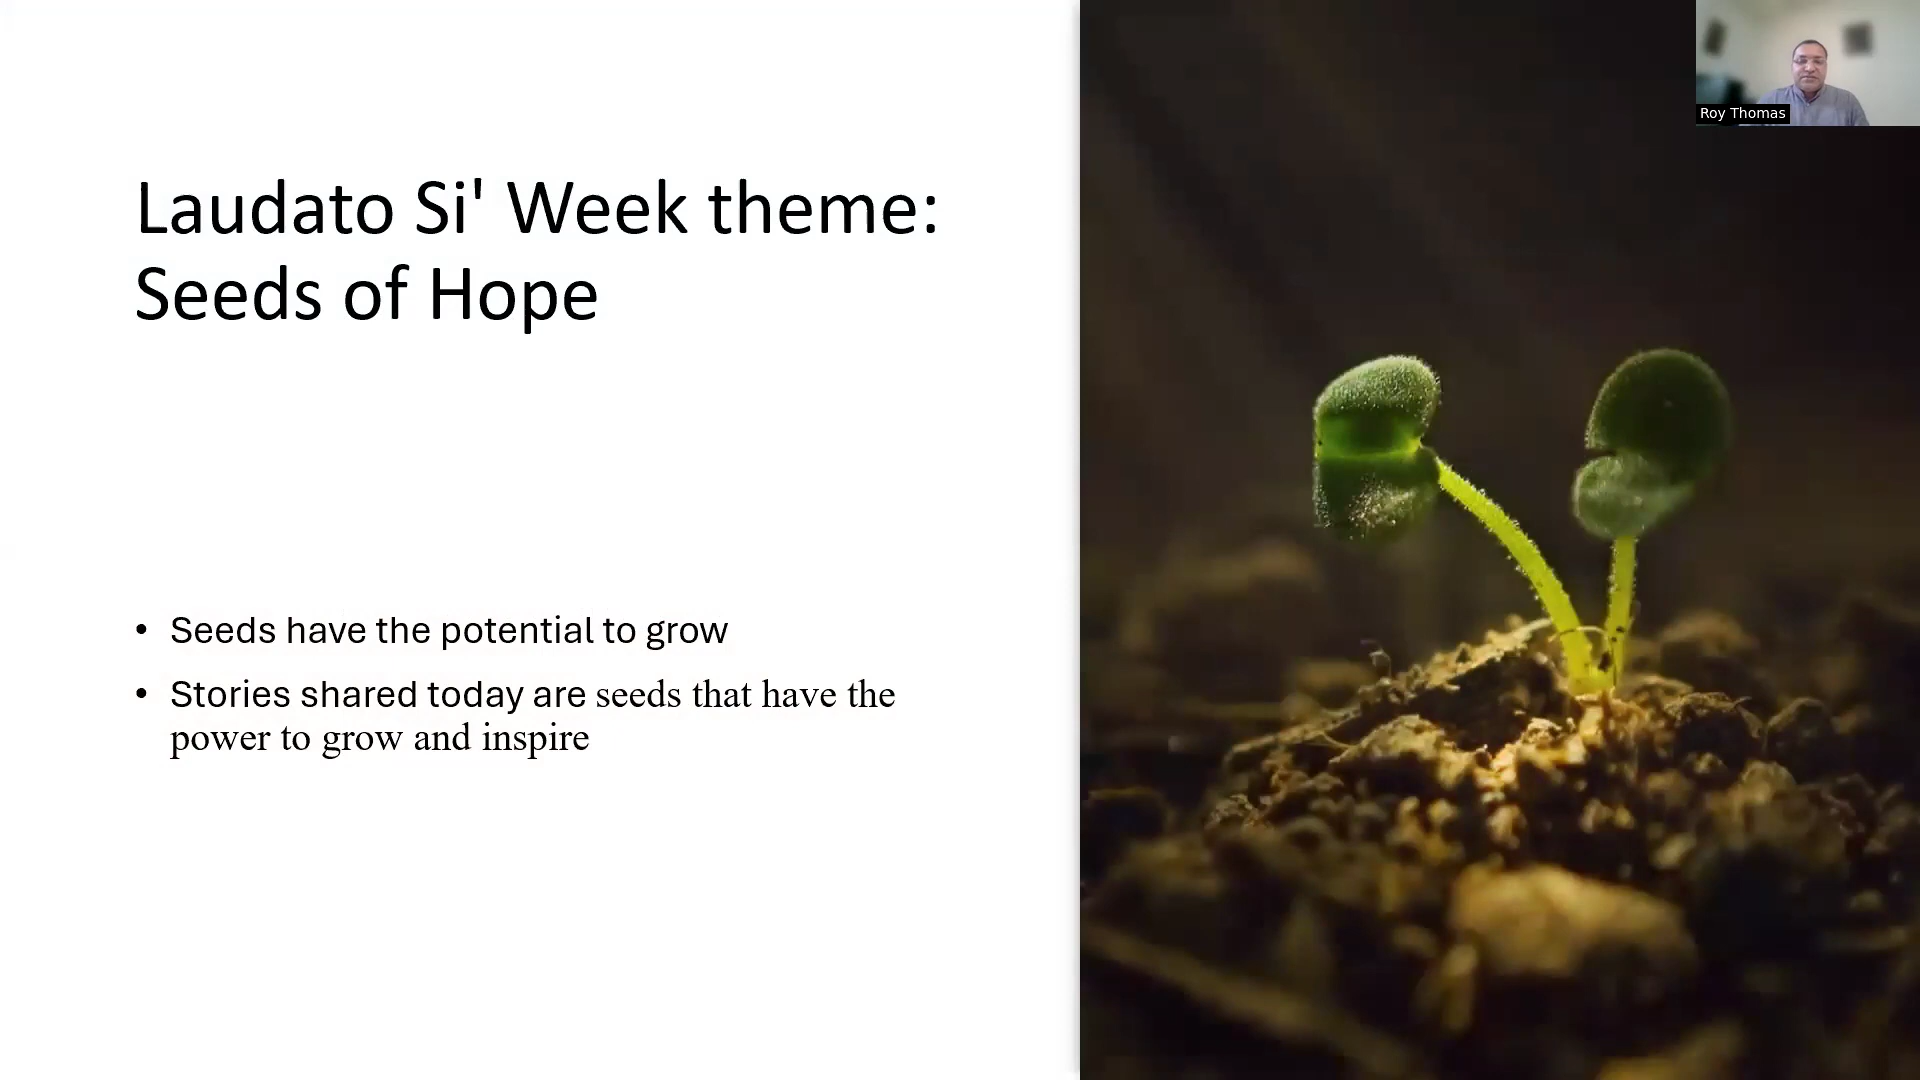 Roy Thomas
Laudato Si' Week theme:
Seeds of Hope
• Seeds have the potential to grow
• Stories shared today are seeds that have the
power to grow and inspire